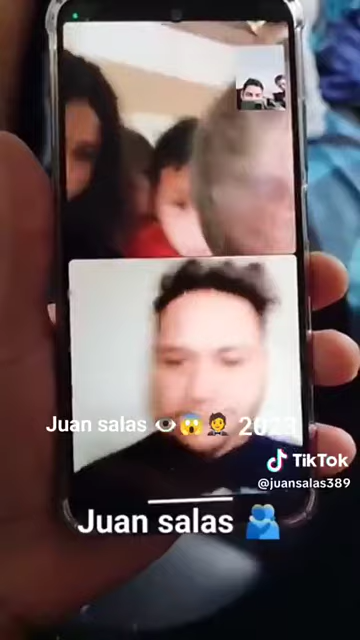 Juan salas 👁️😱🤵 2023
TikTok
@juansalas389
Juan salas 🫂